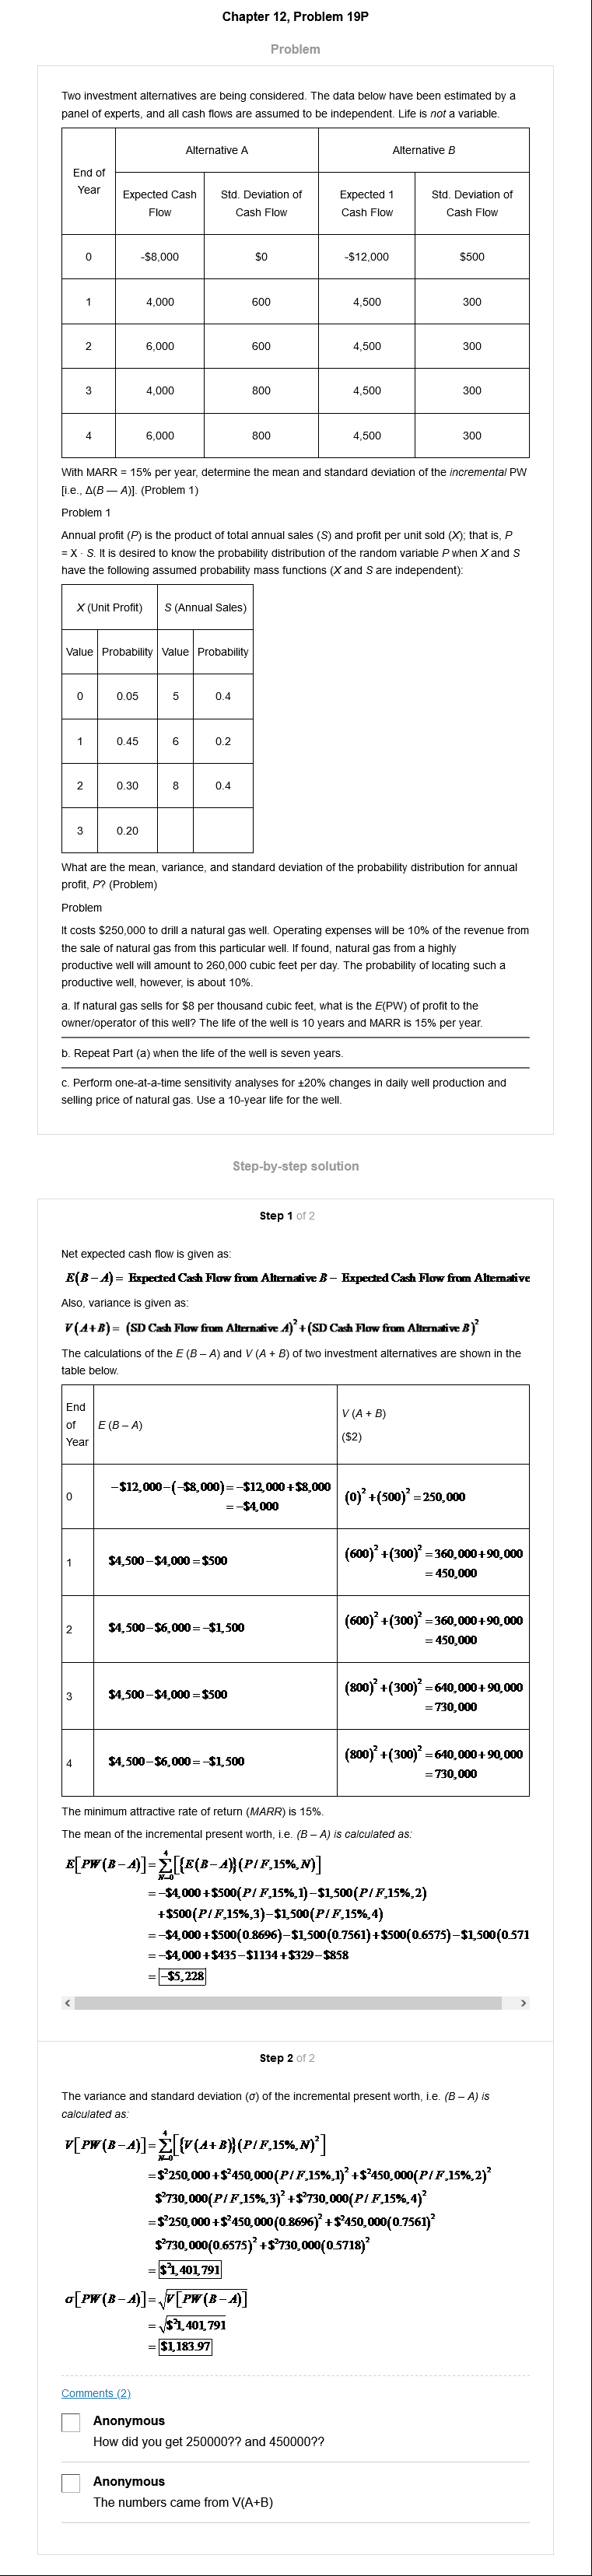 Chapter 12, Problem 19P
Problem
Two investment alternatives are being considered. The data below have been estimated by a
panel of experts, and all cash flows are assumed to be independent. Life is not a variable.
End of
Year
Alternative A
Alternative B
Expected Cash
Flow
Std. Deviation of
Cash Flow
Expected 1
Cash Flow
Std. Deviation of
Cash Flow
0 -$8,000 $0 -$12,000 $500
1 4,000 600 4,500 300
2 6,000 600 4,500 300
3 4,000 800 4,500 300
4 6,000 800 4,500 300
With MARR = 15% per year, determine the mean and standard deviation of the incremental PW
[i.e., Δ(B — A)]. (Problem 1)
Problem 1
Annual profit (P) is the product of total annual sales (S) and profit per unit sold (X); that is, P
= X · S. It is desired to know the probability distribution of the random variable P when X and S
have the following assumed probability mass functions (X and S are independent):
X (Unit Profit) S (Annual Sales)
Value Probability Value Probability
0 0.05 5 0.4
1 0.45 6 0.2
2 0.30 8 0.4
3 0.20
What are the mean, variance, and standard deviation of the probability distribution for annual
profit, P? (Problem)
Problem
It costs $250,000 to drill a natural gas well. Operating expenses will be 10% of the revenue from
the sale of natural gas from this particular well. If found, natural gas from a highly
productive well will amount to 260,000 cubic feet per day. The probability of locating such a
productive well, however, is about 10%.
a. If natural gas sells for $8 per thousand cubic feet, what is the E(PW) of profit to the
owner/operator of this well? The life of the well is 10 years and MARR is 15% per year.
b. Repeat Part (a) when the life of the well is seven years.
c. Perform one-at-a-time sensitivity analyses for ±20% changes in daily well production and
selling price of natural gas. Use a 10-year life for the well.
Step-by-step solution
Step 1 of 2
Net expected cash flow is given as:
E(B − A) = Expected Cash Flow from Alternative B − Expected Cash Flow from Alternative
Also, variance is given as:
V(A+B) = (SD Cash Flow from Alternative A)² + (SD Cash Flow from Alternative B)²
The calculations of the E (B – A) and V (A + B) of two investment alternatives are shown in the
table below.
End
of
Year
E (B – A)
V (A + B)
($2)
0
−$12,000−(−$8,000) = −$12,000+$8,000
= −$4,000
(0)² +(500)² = 250,000
1
$4,500−$4,000 = $500
(600)² +(300)² = 360,000+90,000
= 450,000
2
$4,500−$6,000 = −$1,500
(600)² +(300)² = 360,000+90,000
= 450,000
3
$4,500−$4,000 = $500
(800)² +(300)² = 640,000+90,000
= 730,000
4
$4,500−$6,000 = −$1,500
(800)² +(300)² = 640,000+90,000
= 730,000
The minimum attractive rate of return (MARR) is 15%.
The mean of the incremental present worth, i.e. (B – A) is calculated as:
E[PW(B−A)] = ∑_{N=0}^{4}[{E(B−A)}(P/F,15%,N)]
= −$4,000+$500(P/F,15%,1)−$1,500(P/F,15%,2)
+$500(P/F,15%,3)−$1,500(P/F,15%,4)
= −$4,000+$500(0.8696)−$1,500(0.7561)+$500(0.6575)−$1,500(0.571
= −$4,000+$435−$1134+$329−$858
= −$5,228
Step 2 of 2
The variance and standard deviation (σ) of the incremental present worth, i.e. (B – A) is
calculated as:
V[PW(B−A)] = ∑_{N=0}^{4}[{V(A+B)}(P/F,15%,N)²]
= $²250,000+$²450,000(P/F,15%,1)² +$²450,000(P/F,15%,2)²
$²730,000(P/F,15%,3)² +$²730,000(P/F,15%,4)²
= $²250,000+$²450,000(0.8696)² +$²450,000(0.7561)²
$²730,000(0.6575)² +$²730,000(0.5718)²
= $²1,401,791
σ[PW(B−A)] = √V[PW(B−A)]
= √$²1,401,791
= $1,183.97
Comments (2)
Anonymous
How did you get 250000?? and 450000??
Anonymous
The numbers came from V(A+B)